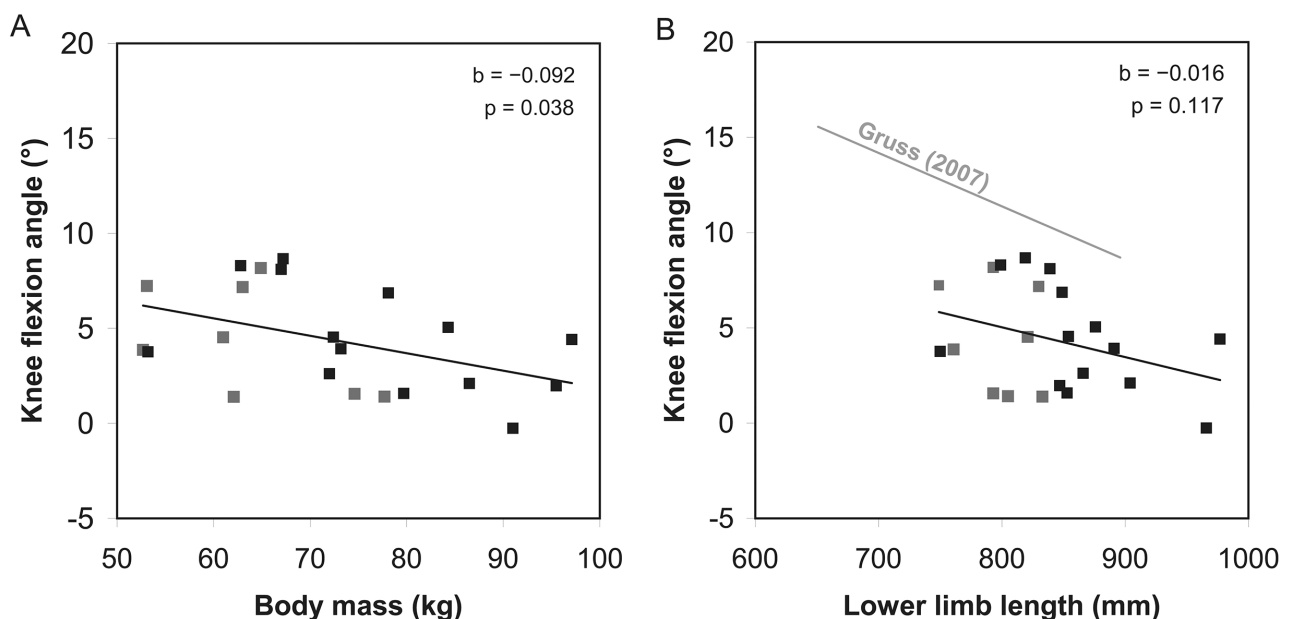 A
b = −0.092
p = 0.038
20
15
10
5
0
-5
Knee flexion angle (°)
50 60 70 80 90 100
Body mass (kg)
B
b = −0.016
p = 0.117
Gruss (2007)
20
15
10
5
0
-5
Knee flexion angle (°)
600 700 800 900 1000
Lower limb length (mm)